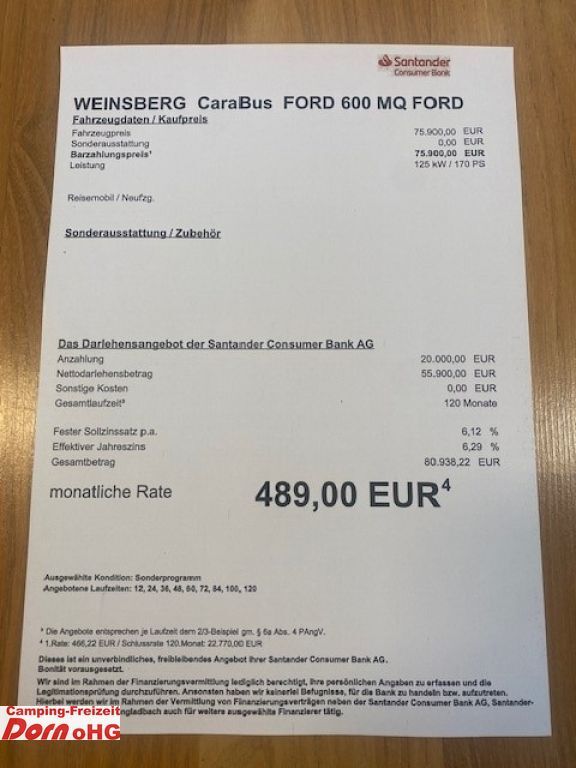 Santander
Consumer Bank
WEINSBERG CaraBus FORD 600 MQ FORD
Fahrzeugdaten / Kaufpreis
Fahrzeugpreis 75.900,00 EUR
Sonderausstattung 0,00 EUR
Barzahlungspreis¹ 75.900,00 EUR
Leistung 125 kW / 170 PS
Reisemobil / Neufzg.
Sonderausstattung / Zubehör
Das Darlehensangebot der Santander Consumer Bank AG
Anzahlung 20.000,00 EUR
Nettodarlehensbetrag 55.900,00 EUR
Sonstige Kosten 0,00 EUR
Gesamtlaufzeit³ 120 Monate
Fester Sollzinssatz p.a. 6,12 %
Effektiver Jahreszins 6,29 %
Gesamtbetrag 80.938,22 EUR
monatliche Rate 489,00 EUR⁴
Ausgewählte Kondition: Sonderprogramm
Angebotene Laufzeiten: 12, 24, 36, 48, 60, 72, 84, 100, 120
³ Die Angebote entsprechen je Laufzeit dem 2/3-Beispiel gm. § 6a Abs. 4 PAngV.
⁴ 1.Rate: 466,22 EUR / Schlussrate 120.Monat: 22.770,00 EUR
Dieses ist ein unverbindliches, freibleibendes Angebot Ihrer Santander Consumer Bank AG.
Bonität vorausgesetzt.
Wir sind im Rahmen der Finanzierungsvermittlung lediglich berechtigt, Ihre persönlichen Angaben zu erfassen und die
Legitimationsprüfung durchzuführen. Ansonsten haben wir keinerlei Befugnisse, für die Bank zu handeln bzw. aufzutreten.
Hierbei werden wir im Rahmen der Vermittlung von Finanzierungsverträgen neben der Santander Consumer Bank AG, Santander-
ngladbach auch für weitere ausgewählte Finanzierer tätig.
Camping-Freizeit
Dorn oHG